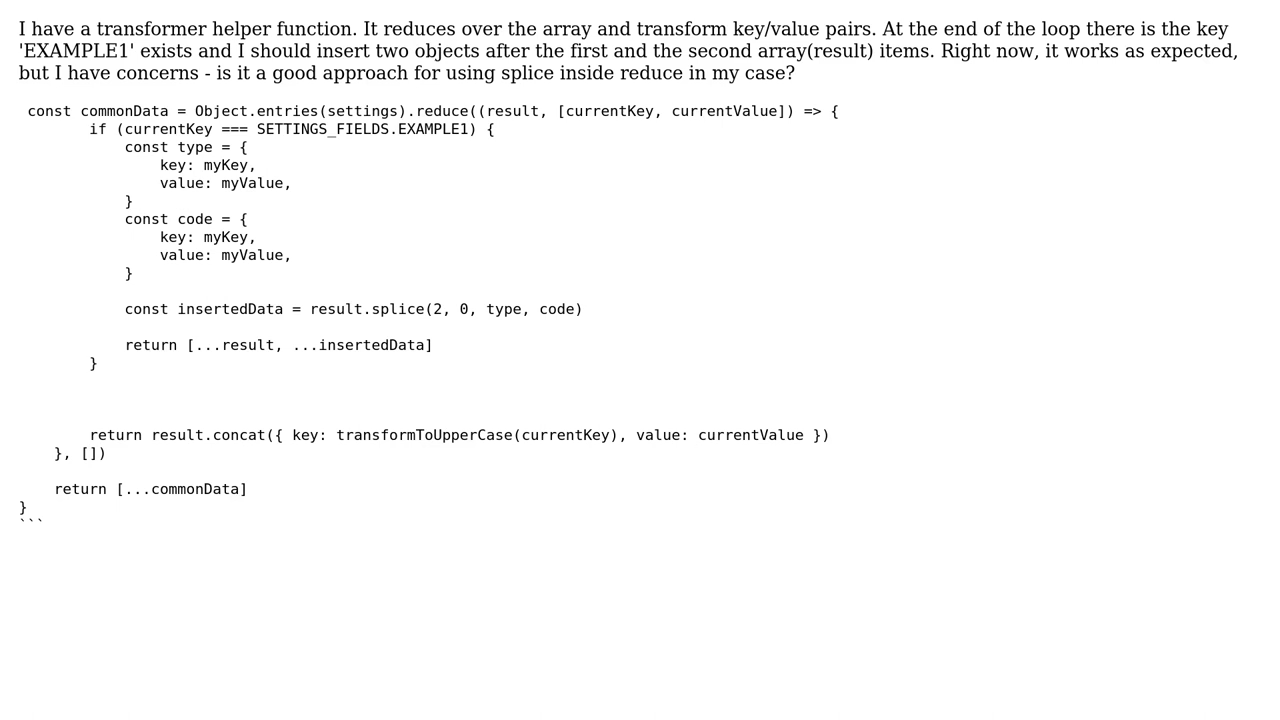 I have a transformer helper function. It reduces over the array and transform key/value pairs. At the end of the loop there is the key
'EXAMPLE1' exists and I should insert two objects after the first and the second array(result) items. Right now, it works as expected,
but I have concerns - is it a good approach for using splice inside reduce in my case?
const commonData = Object.entries(settings).reduce((result, [currentKey, currentValue]) => {
        if (currentKey === SETTINGS_FIELDS.EXAMPLE1) {
            const type = {
                key: myKey,
                value: myValue,
            }
            const code = {
                key: myKey,
                value: myValue,
            }
            const insertedData = result.splice(2, 0, type, code)
            return [...result, ...insertedData]
        }
        return result.concat({ key: transformToUpperCase(currentKey), value: currentValue })
    }, [])
    return [...commonData]
}
```